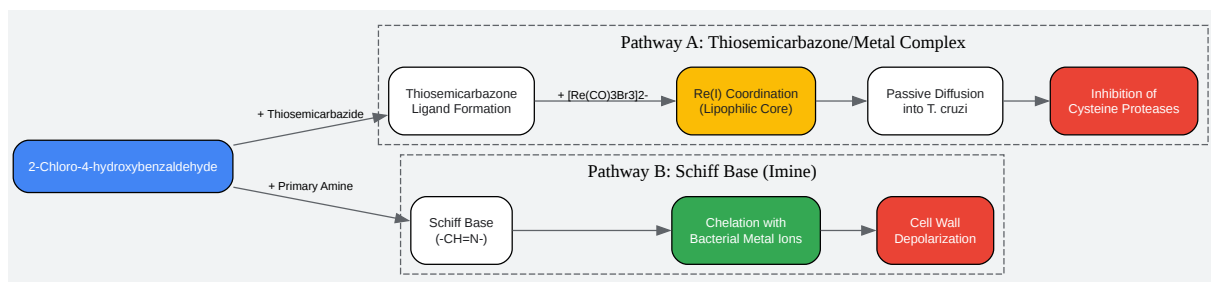 Pathway A: Thiosemicarbazone/Metal Complex
Thiosemicarbazone
Ligand Formation
+ [Re(CO)3Br3]2-
Re(I) Coordination
(Lipophilic Core)
Passive Diffusion
into T. cruzi
Inhibition of
Cysteine Proteases
+ Thiosemicarbazide
2-Chloro-4-hydroxybenzaldehyde
+ Primary Amine
Pathway B: Schiff Base (Imine)
Schiff Base
(-CH=N-)
Chelation with
Bacterial Metal Ions
Cell Wall
Depolarization